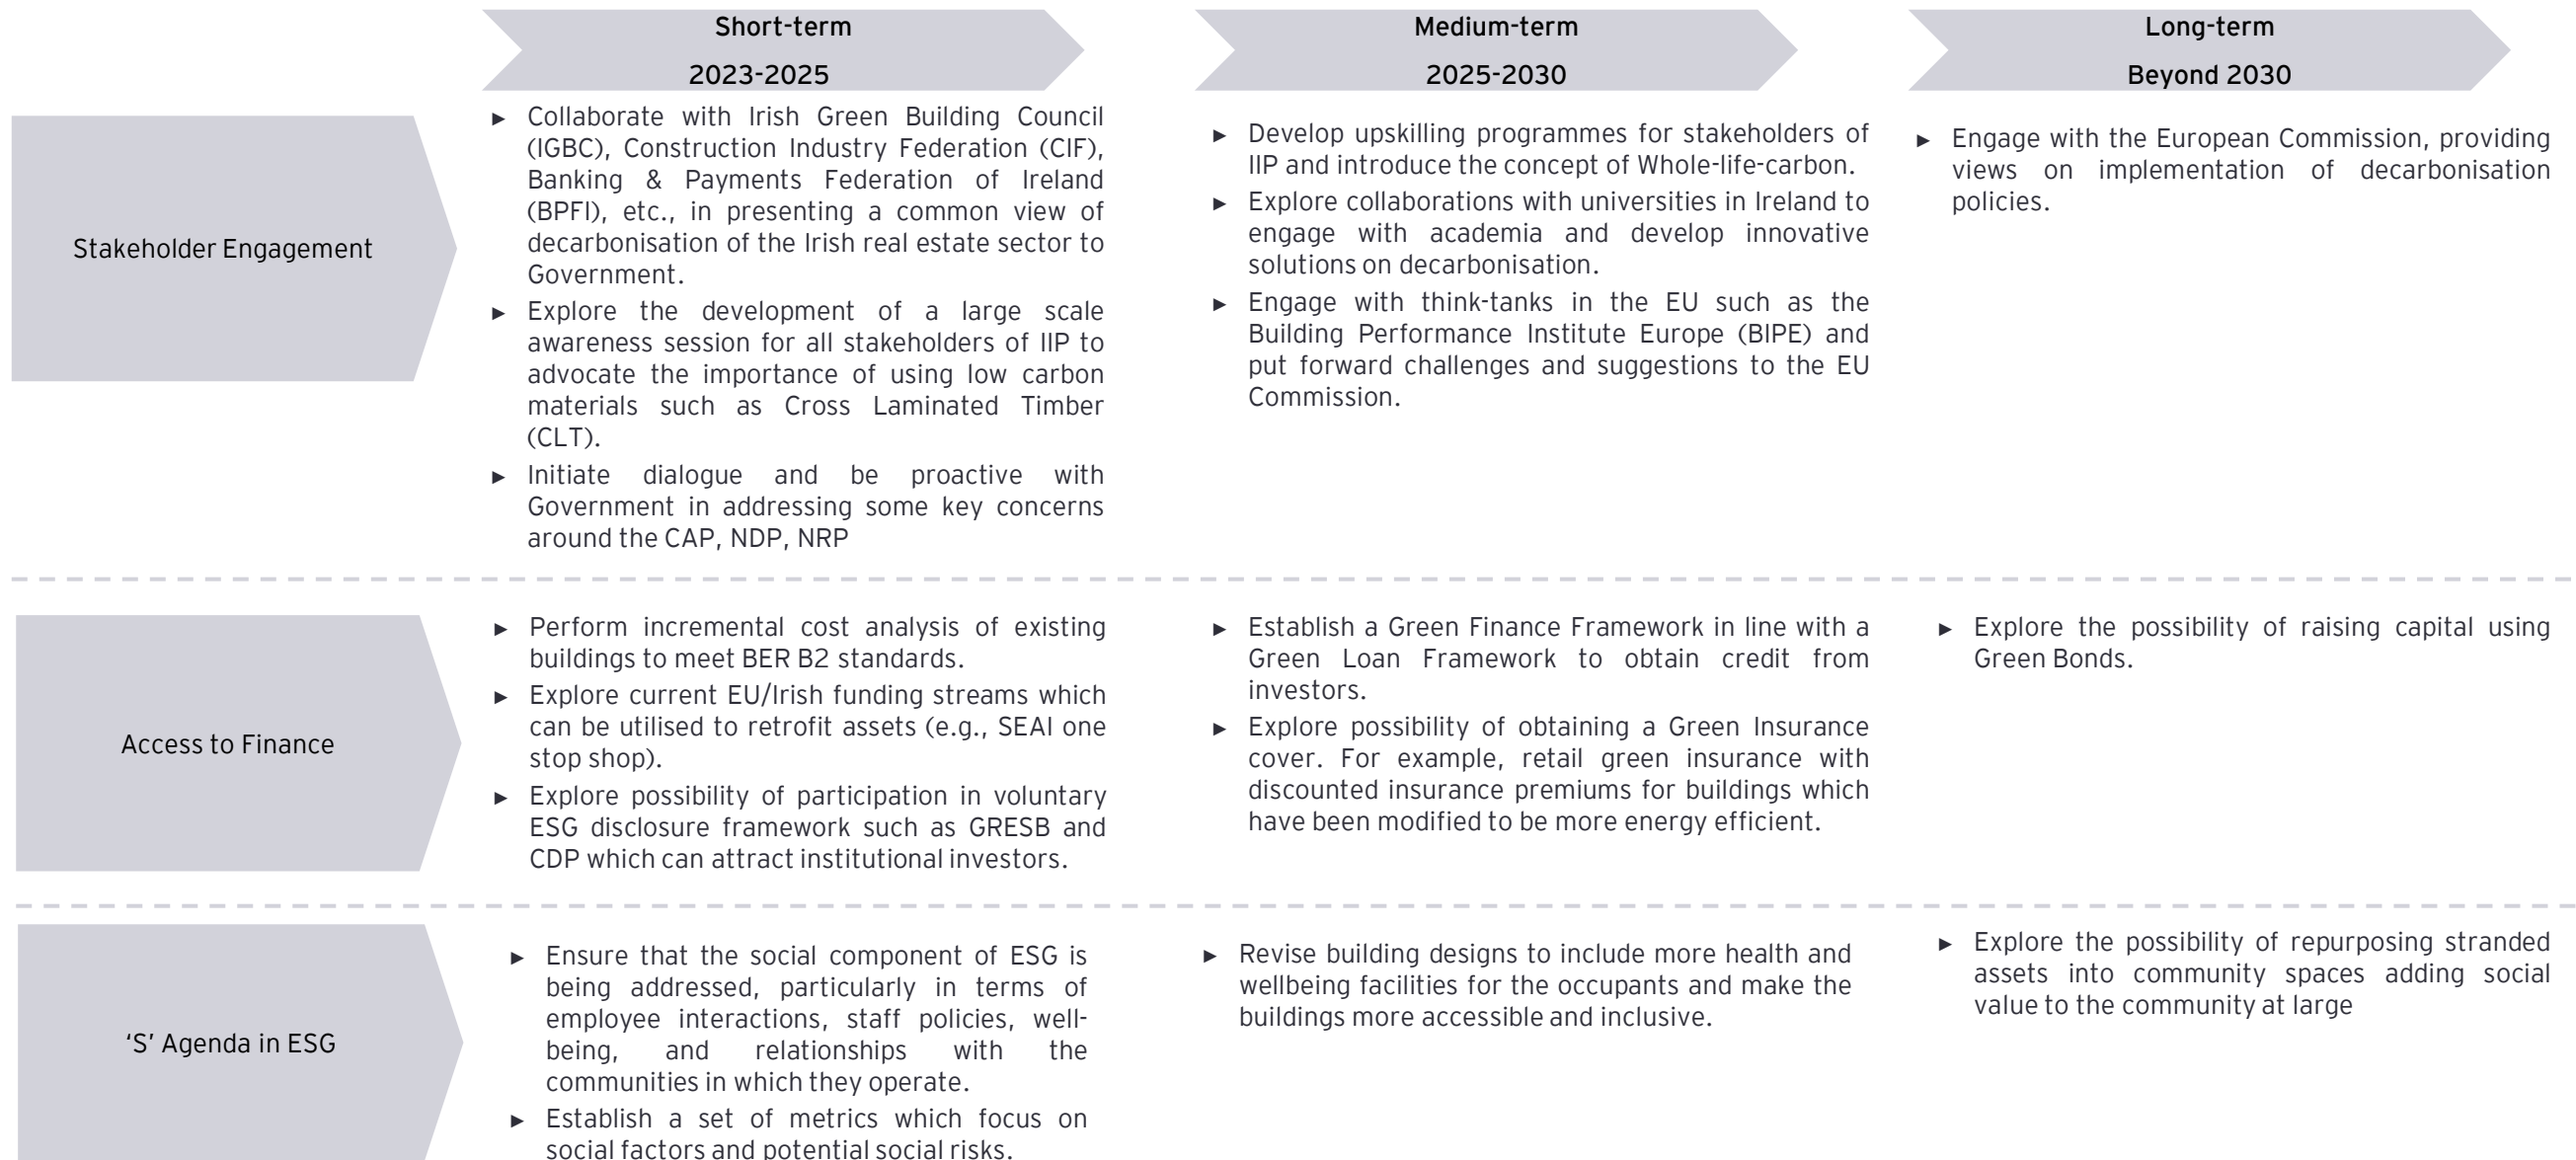 Short-term
2023-2025
Medium-term
2025-2030
Long-term
Beyond 2030
Stakeholder Engagement
► Collaborate with Irish Green Building Council
(IGBC), Construction Industry Federation (CIF),
Banking & Payments Federation of Ireland
(BPFI), etc., in presenting a common view of
decarbonisation of the Irish real estate sector to
Government.
► Explore the development of a large scale
awareness session for all stakeholders of IIP to
advocate the importance of using low carbon
materials such as Cross Laminated Timber
(CLT).
► Initiate dialogue and be proactive with
Government in addressing some key concerns
around the CAP, NDP, NRP
► Develop upskilling programmes for stakeholders of
IIP and introduce the concept of Whole-life-carbon.
► Explore collaborations with universities in Ireland to
engage with academia and develop innovative
solutions on decarbonisation.
► Engage with think-tanks in the EU such as the
Building Performance Institute Europe (BIPE) and
put forward challenges and suggestions to the EU
Commission.
► Engage with the European Commission, providing
views on implementation of decarbonisation
policies.
Access to Finance
► Perform incremental cost analysis of existing
buildings to meet BER B2 standards.
► Explore current EU/Irish funding streams which
can be utilised to retrofit assets (e.g., SEAI one
stop shop).
► Explore possibility of participation in voluntary
ESG disclosure framework such as GRESB and
CDP which can attract institutional investors.
► Establish a Green Finance Framework in line with a
Green Loan Framework to obtain credit from
investors.
► Explore possibility of obtaining a Green Insurance
cover. For example, retail green insurance with
discounted insurance premiums for buildings which
have been modified to be more energy efficient.
► Explore the possibility of raising capital using
Green Bonds.
‘S’ Agenda in ESG
► Ensure that the social component of ESG is
being addressed, particularly in terms of
employee interactions, staff policies, well-
being, and relationships with the
communities in which they operate.
► Establish a set of metrics which focus on
social factors and potential social risks.
► Revise building designs to include more health and
wellbeing facilities for the occupants and make the
buildings more accessible and inclusive.
► Explore the possibility of repurposing stranded
assets into community spaces adding social
value to the community at large